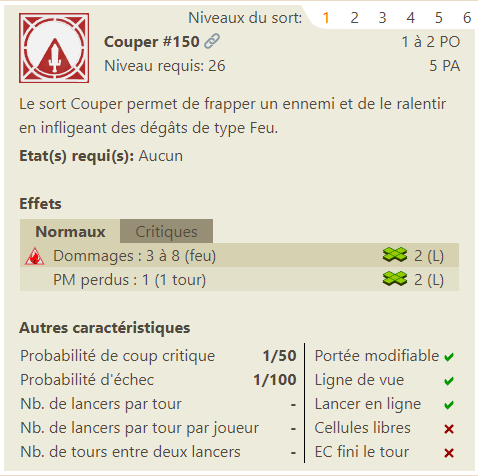 Niveaux du sort: 1 2 3 4 5 6
Couper #150 1 à 2 PO
Niveau requis: 26 5 PA
Le sort Couper permet de frapper un ennemi et de le ralentir
en infligeant des dégâts de type Feu.
Etat(s) requi(s): Aucun
Effets
Normaux Critiques
Dommages : 3 à 8 (feu) 2 (L)
PM perdus : 1 (1 tour) 2 (L)
Autres caractéristiques
Probabilité de coup critique 1/50 Portée modifiable
Probabilité d'échec 1/100 Ligne de vue
Nb. de lancers par tour - Lancer en ligne
Nb. de lancers par tour par joueur - Cellules libres
Nb. de tours entre deux lancers - EC fini le tour